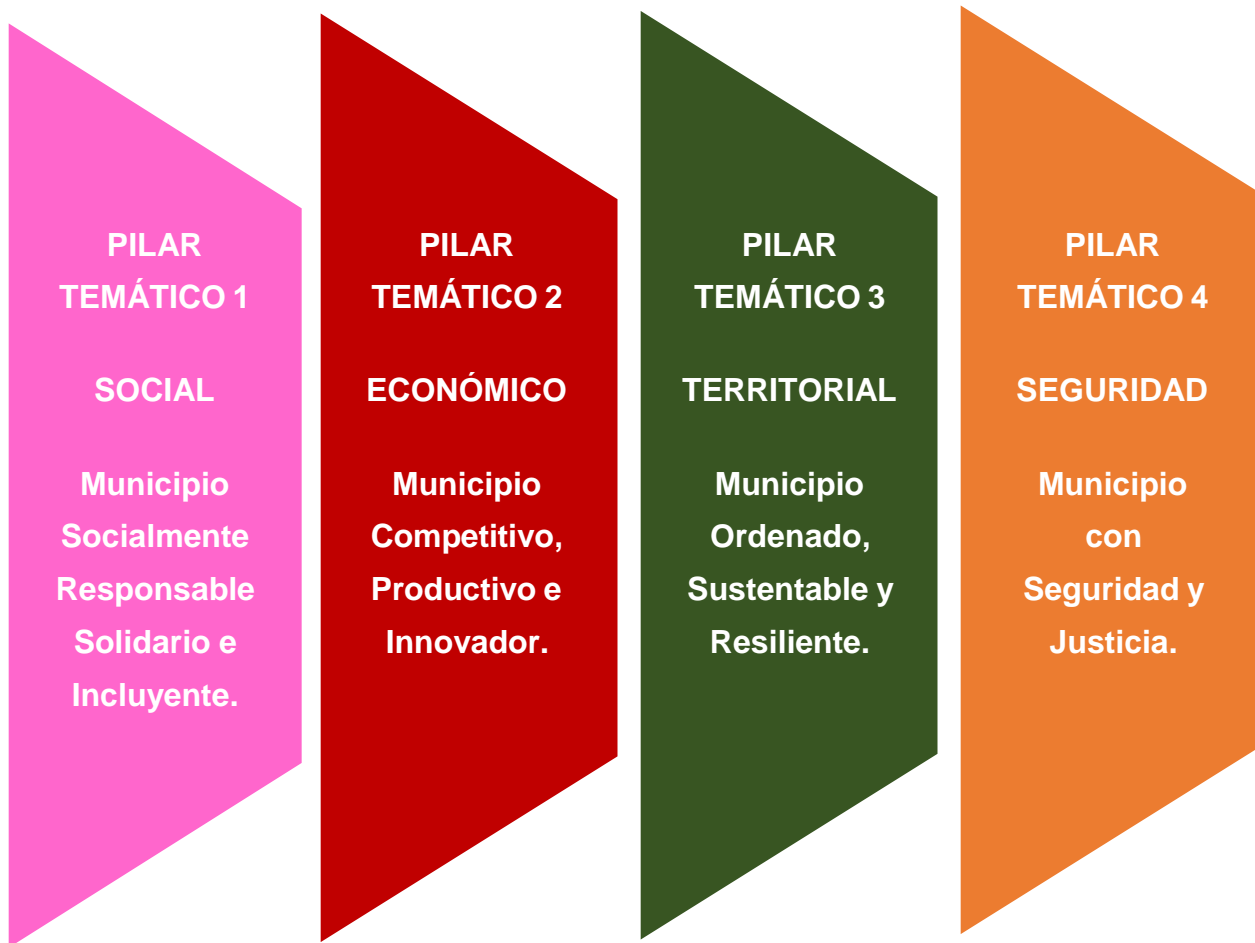 PILAR
TEMÁTICO 1
SOCIAL
Municipio
Socialmente
Responsable
Solidario e
Incluyente.
PILAR
TEMÁTICO 2
ECONÓMICO
Municipio
Competitivo,
Productivo e
Innovador.
PILAR
TEMÁTICO 3
TERRITORIAL
Municipio
Ordenado,
Sustentable y
Resiliente.
PILAR
TEMÁTICO 4
SEGURIDAD
Municipio
con
Seguridad y
Justicia.